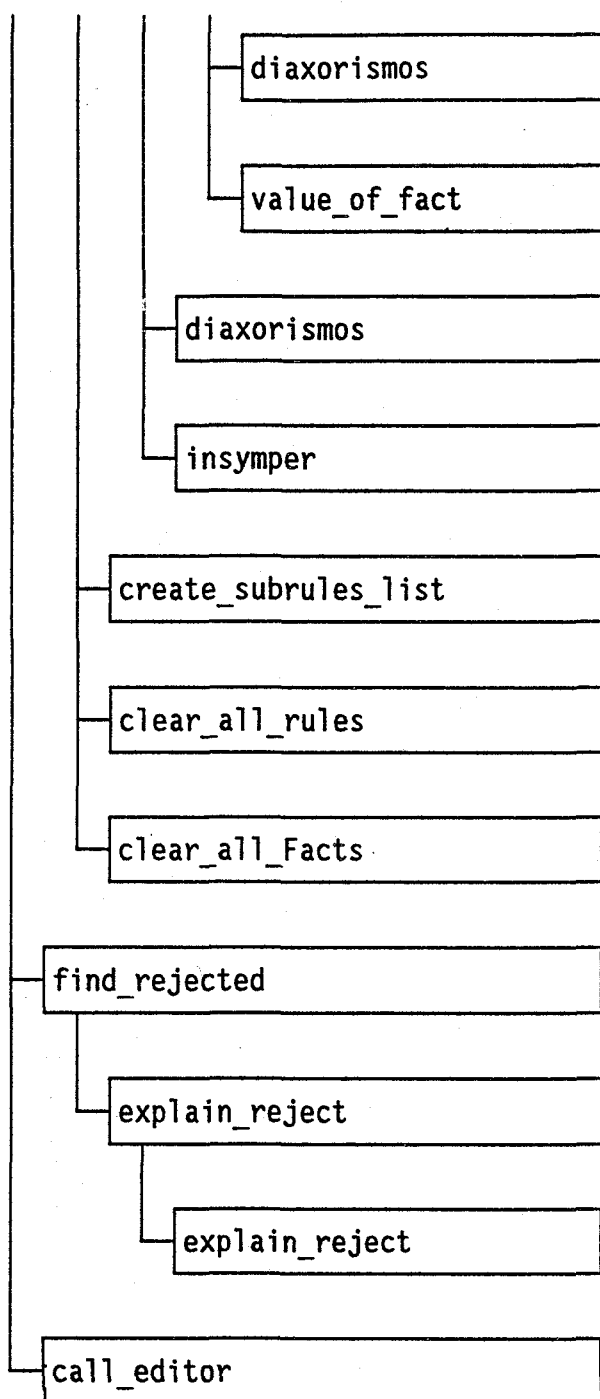 diaxorismos
value_of_fact
diaxorismos
insymper
create_subrules_list
clear_all_rules
clear_all_Facts
find_rejected
explain_reject
explain_reject
call_editor